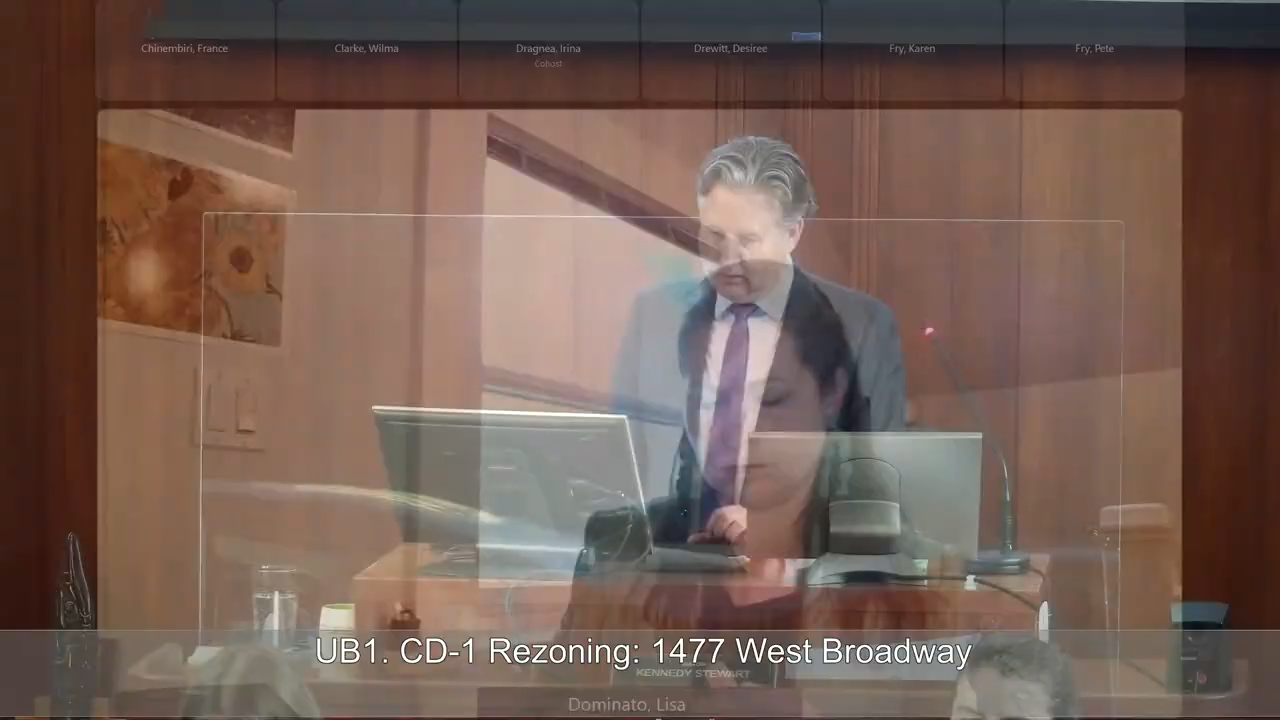 Chinembiri, France
Clarke, Wilma
Dragnea, Irina
Cohost
Drewitt, Desiree
Fry, Karen
Fry, Pete
UB1. CD-1 Rezoning: 1477 West Broadway
KENNEDY STEWART
Dominato, Lisa